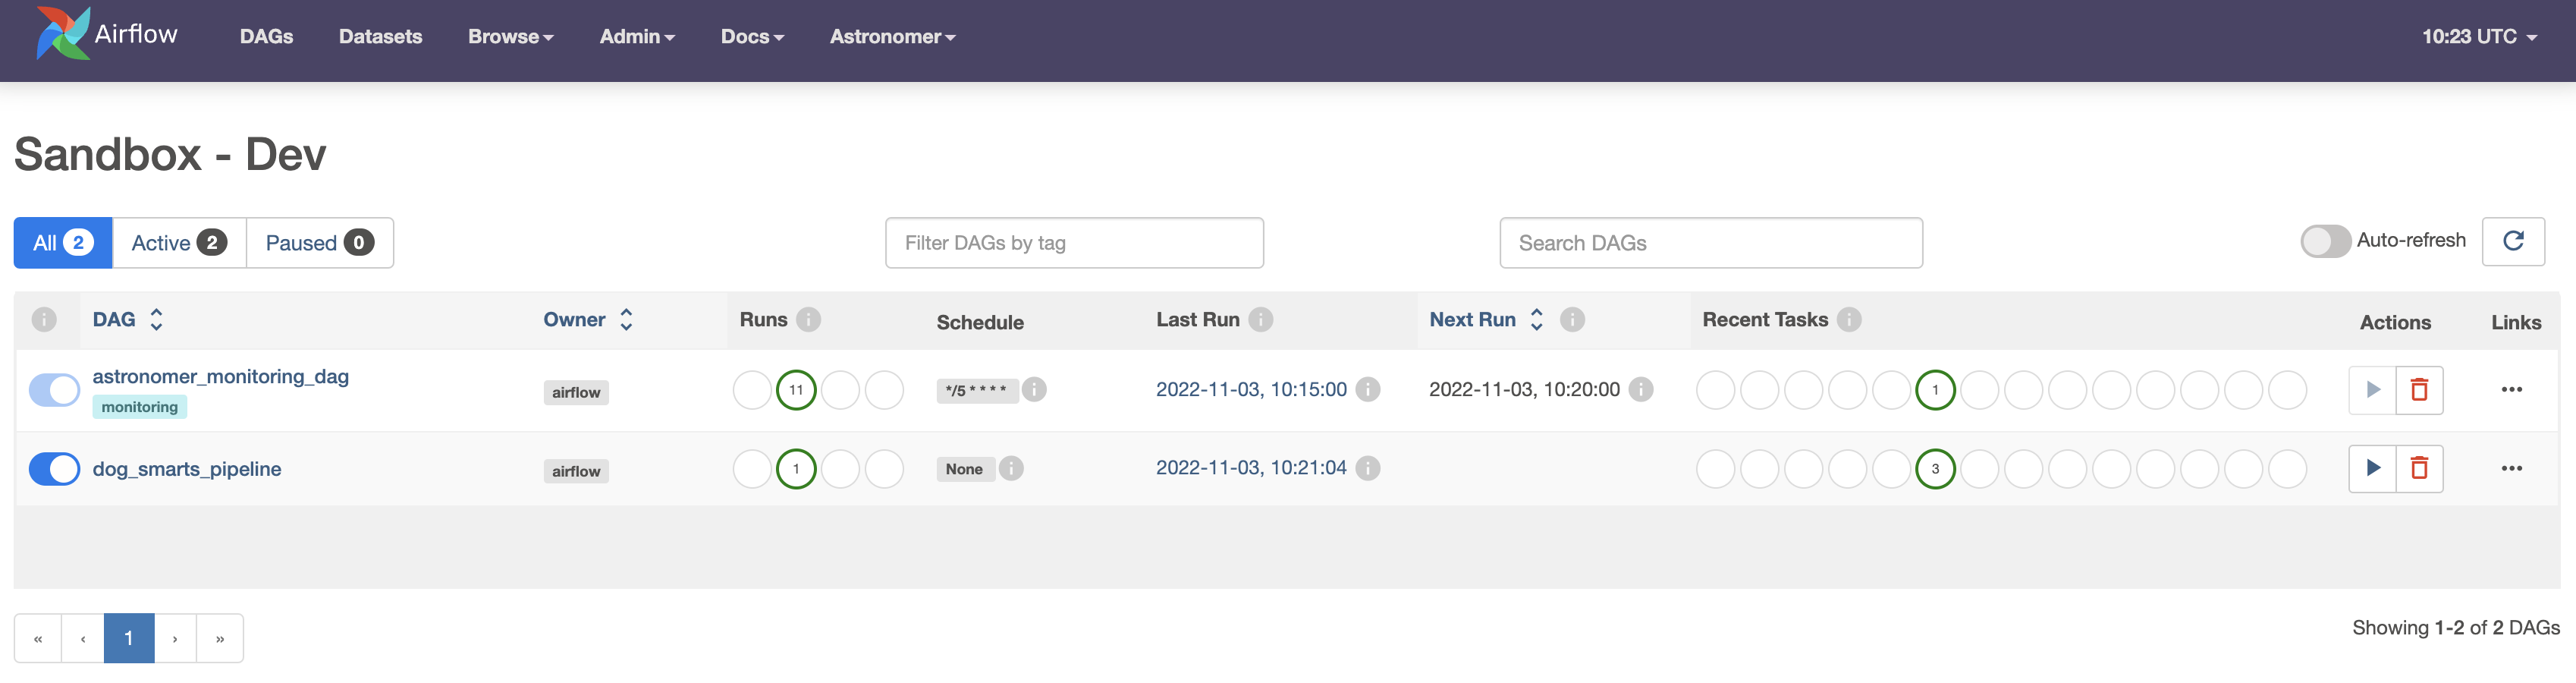 Airflow DAGs Datasets Browse Admin Docs Astronomer 10:23 UTC
Sandbox - Dev
All 2 Active 2 Paused 0 Filter DAGs by tag Search DAGs Auto-refresh
i DAG Owner Runs i Schedule Last Run i Next Run i Recent Tasks i Actions Links
astronomer_monitoring_dag airflow 11 */5 * * * * i 2022-11-03, 10:15:00 i 2022-11-03, 10:20:00 i 1
monitoring
dog_smarts_pipeline airflow 1 None i 2022-11-03, 10:21:04 i 3
« ‹ 1 › » Showing 1-2 of 2 DAGs